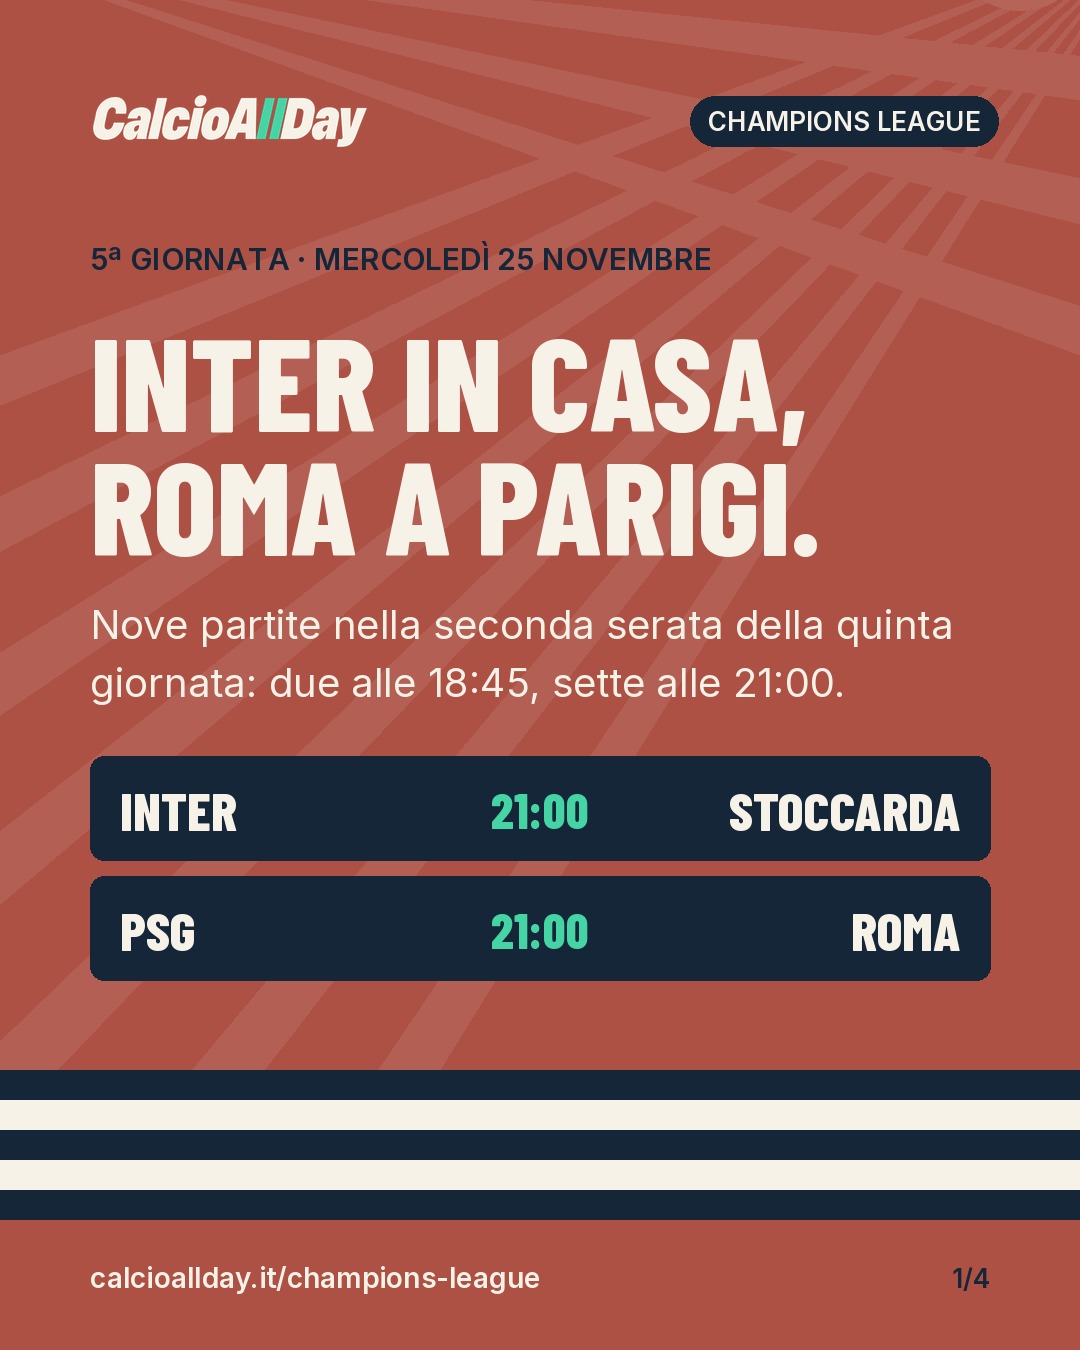 CalcioAllDay
CHAMPIONS LEAGUE
5ª GIORNATA · MERCOLEDÌ 25 NOVEMBRE
INTER IN CASA,
ROMA A PARIGI.
Nove partite nella seconda serata della quinta
giornata: due alle 18:45, sette alle 21:00.
INTER 21:00 STOCCARDA
PSG 21:00 ROMA
calcioallday.it/champions-league
1/4